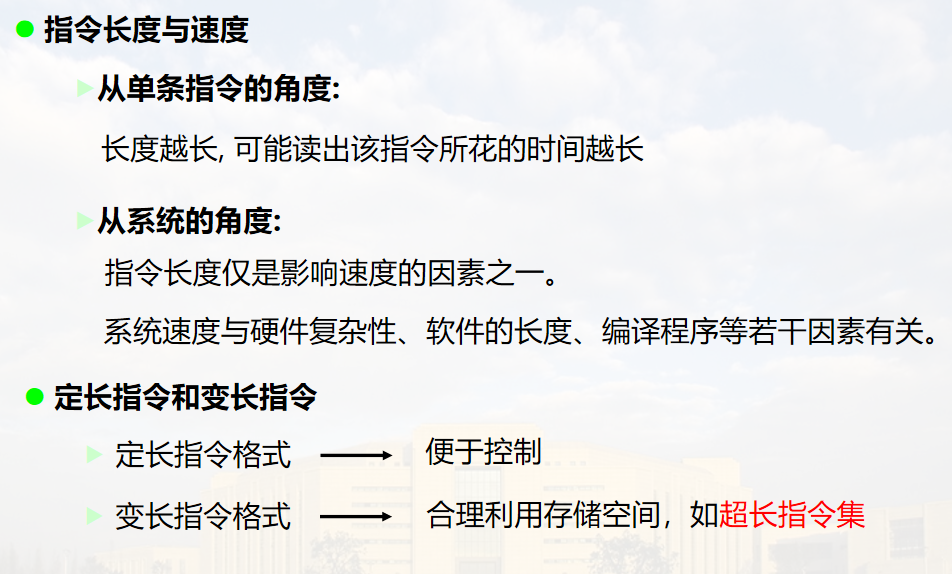 指令长度与速度
从单条指令的角度:
长度越长, 可能读出该指令所花的时间越长
从系统的角度:
指令长度仅是影响速度的因素之一。
系统速度与硬件复杂性、软件的长度、编译程序等若干因素有关。
定长指令和变长指令
定长指令格式 → 便于控制
变长指令格式 → 合理利用存储空间，如超长指令集